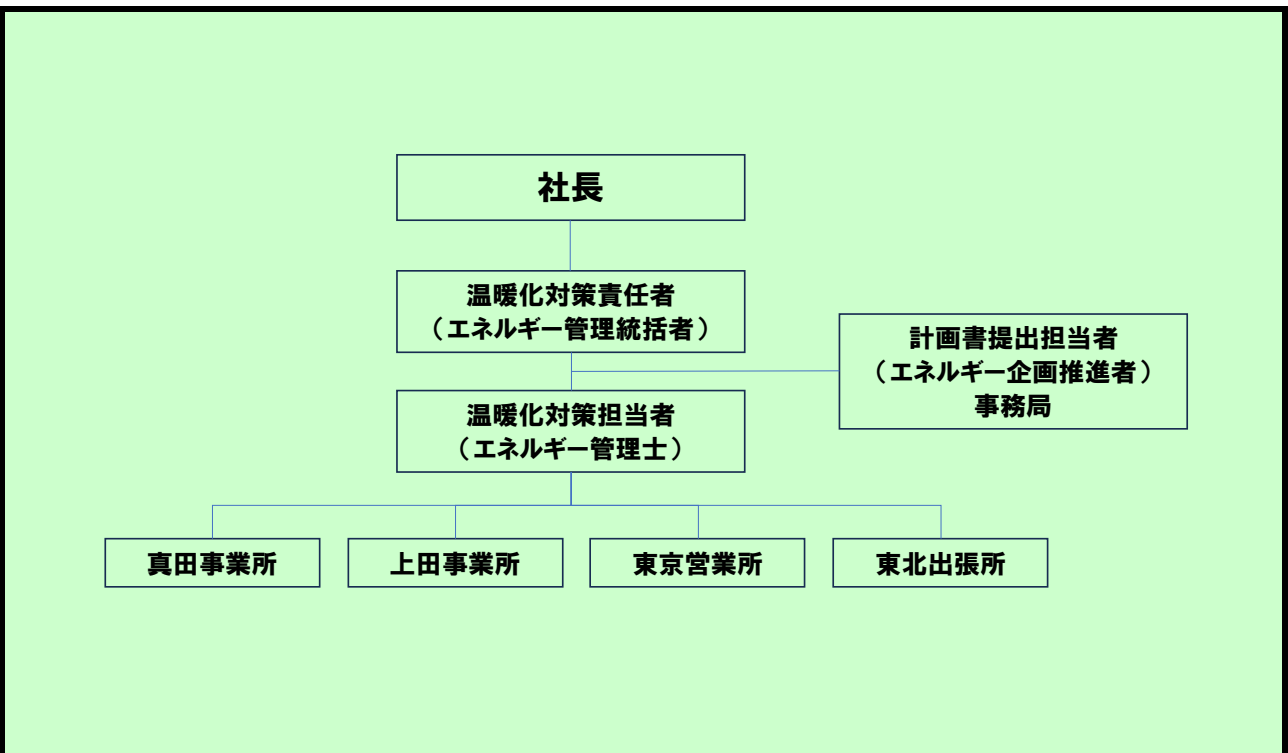 社長
温暖化対策責任者
（エネルギー管理統括者）
計画書提出担当者
（エネルギー企画推進者）
事務局
温暖化対策担当者
（エネルギー管理士）
真田事業所
上田事業所
東京営業所
東北出張所